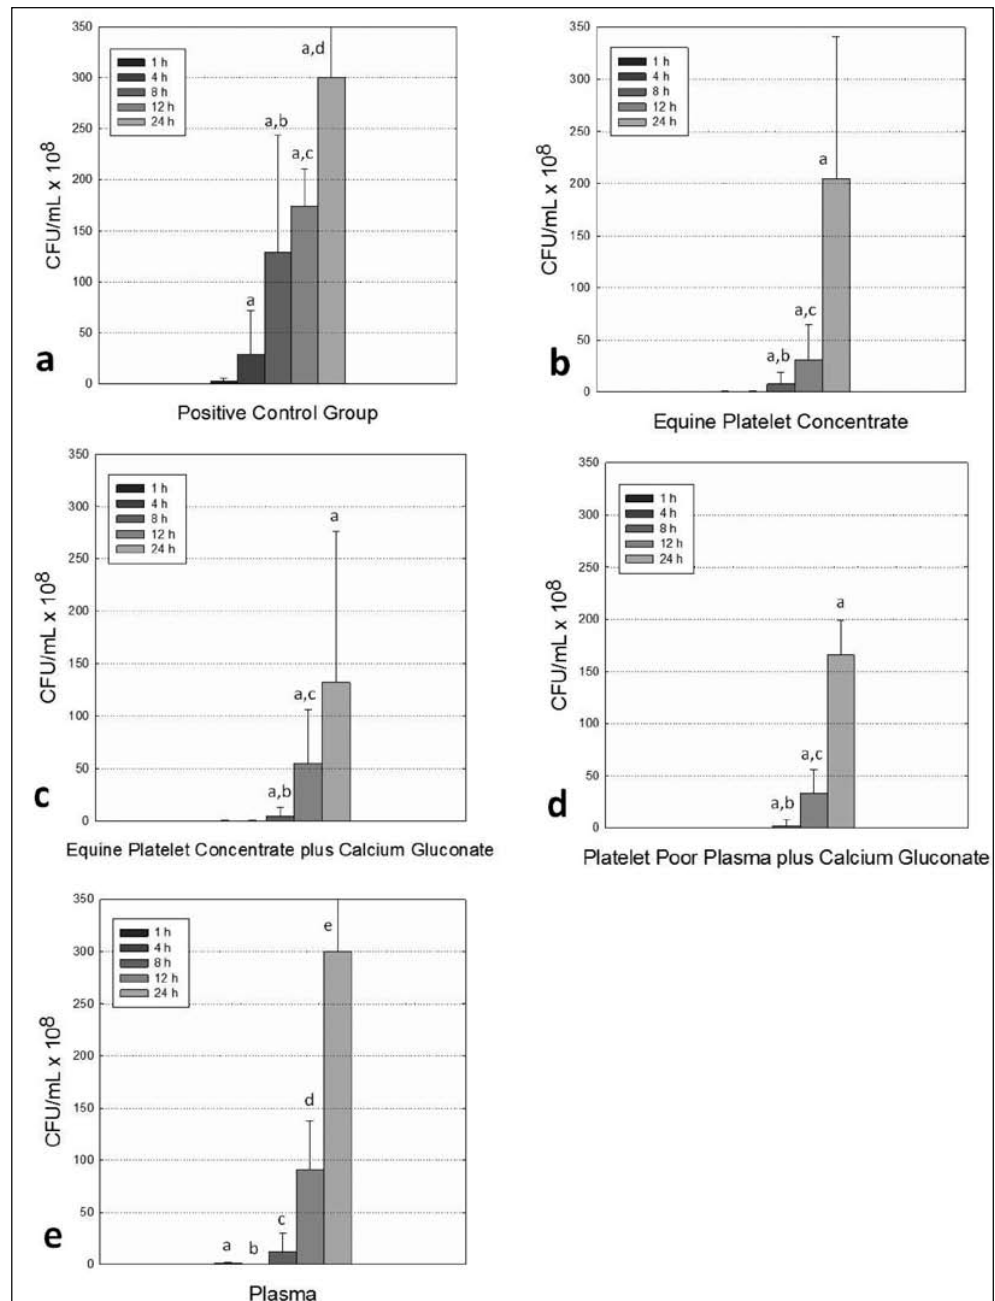 350
300
250
200
150
100
50
0
CFU/mL x 10⁸
1 h
4 h
8 h
12 h
24 h
a
a,b
a,c
a,d
a
Positive Control Group
350
300
250
200
150
100
50
0
CFU/mL x 10⁸
1 h
4 h
8 h
12 h
24 h
a,b
a,c
a
b
Equine Platelet Concentrate
350
300
250
200
150
100
50
0
CFU/mL x 10⁸
1 h
4 h
8 h
12 h
24 h
a,b
a,c
a
c
Equine Platelet Concentrate plus Calcium Gluconate
350
300
250
200
150
100
50
0
CFU/mL x 10⁸
1 h
4 h
8 h
12 h
24 h
a,b
a,c
a
d
Platelet Poor Plasma plus Calcium Gluconate
350
300
250
200
150
100
50
0
CFU/mL x 10⁸
1 h
4 h
8 h
12 h
24 h
a
b
c
d
e
e
Plasma